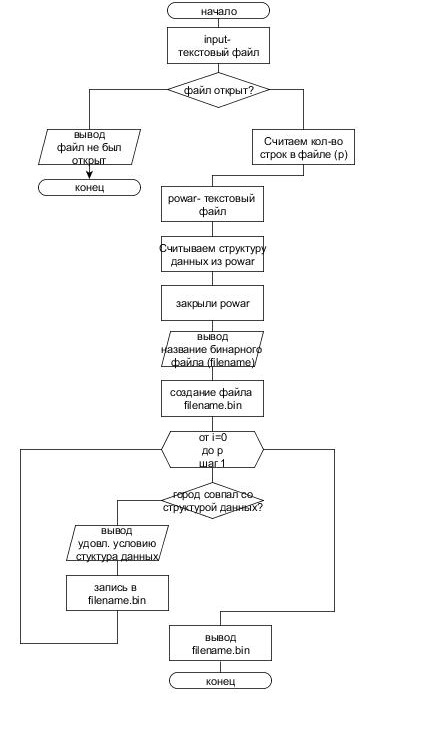 начало
input-
текстовый файл
файл открыт?
вывод
файл не был
открыт
Считаем кол-во
строк в файле (p)
конец
powar- текстовый
файл
Считываем структуру
данных из powar
закрыли powar
вывод
название бинарного
файла (filename)
создание файла
filename.bin
от i=0
до p
шаг 1
город совпал со
структурой данных?
вывод
удовл. условию
стуктура данных
запись в
filename.bin
вывод
filename.bin
конец